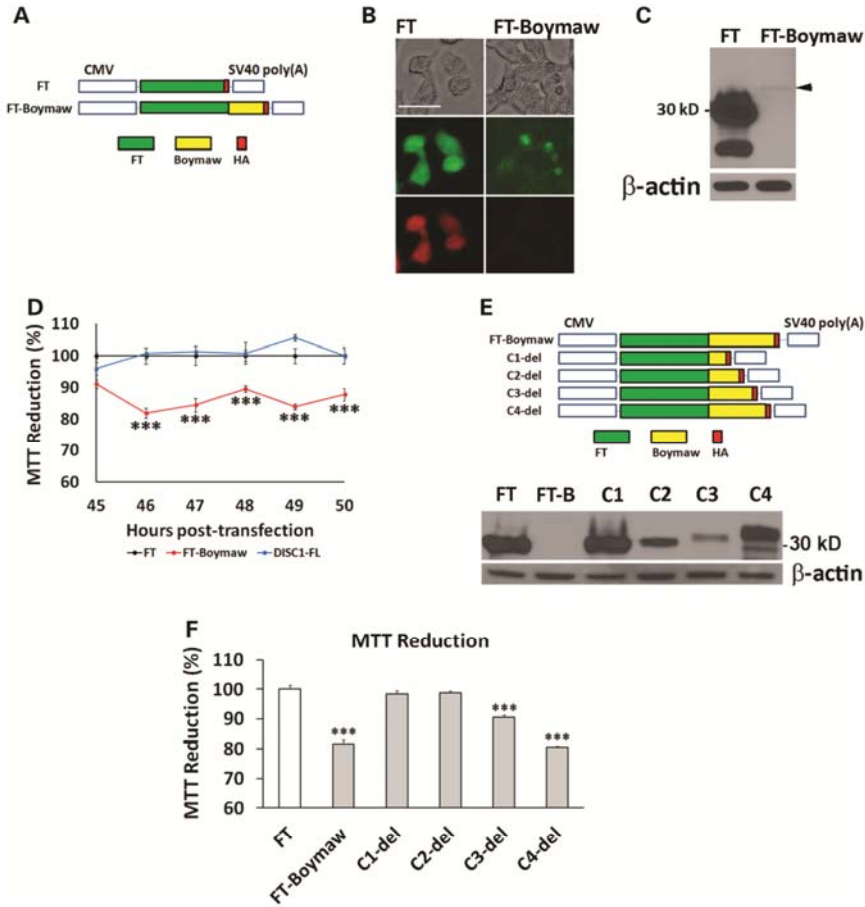 A
CMV
SV40 poly(A)
FT
FT-Boymaw
FT
Boymaw
HA
B
FT
FT-Boymaw
C
FT
FT-Boymaw
30 kD -
β-actin
D
MTT Reduction (%)
110
100
90
80
70
60
***
***
***
***
***
45
46
47
48
49
50
Hours post-transfection
FT
FT-Boymaw
DISC1-FL
E
CMV
SV40 poly(A)
FT-Boymaw
C1-del
C2-del
C3-del
C4-del
FT
Boymaw
HA
FT
FT-B
C1
C2
C3
C4
-30 kD
β-actin
F
MTT Reduction
MTT Reduction (%)
110
100
90
80
70
60
***
***
***
FT
FT-Boymaw
C1-del
C2-del
C3-del
C4-del